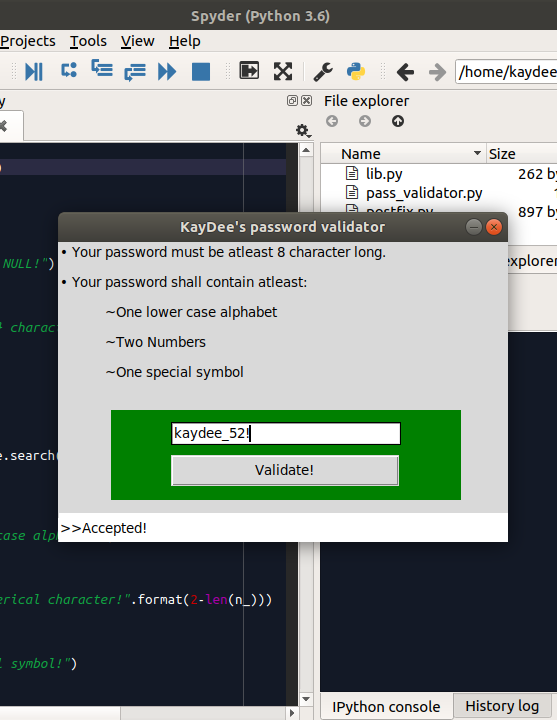 Spyder (Python 3.6)
Projects Tools View Help
/home/kaydee
y
File explorer
)
Name Size
lib.py 262 by
pass_validator.py
postfix.py 897 by
KayDee's password validator
• Your password must be atleast 8 character long.
NULL!")
explorer
• Your password shall contain atleast:
~One lower case alphabet
charac
~Two Numbers
~One special symbol
kaydee_52!
e.search(
Validate!
>>Accepted!
case alp
erical character!".format(2-len(n_)))
l symbol!")
IPython console History log